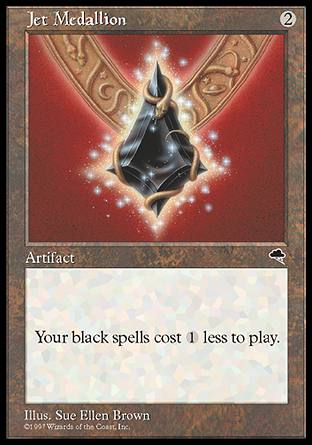 Jet Medallion 2
Artifact
Your black spells cost 1 less to play.
Illus. Sue Ellen Brown
©1997 Wizards of the Coast, Inc.